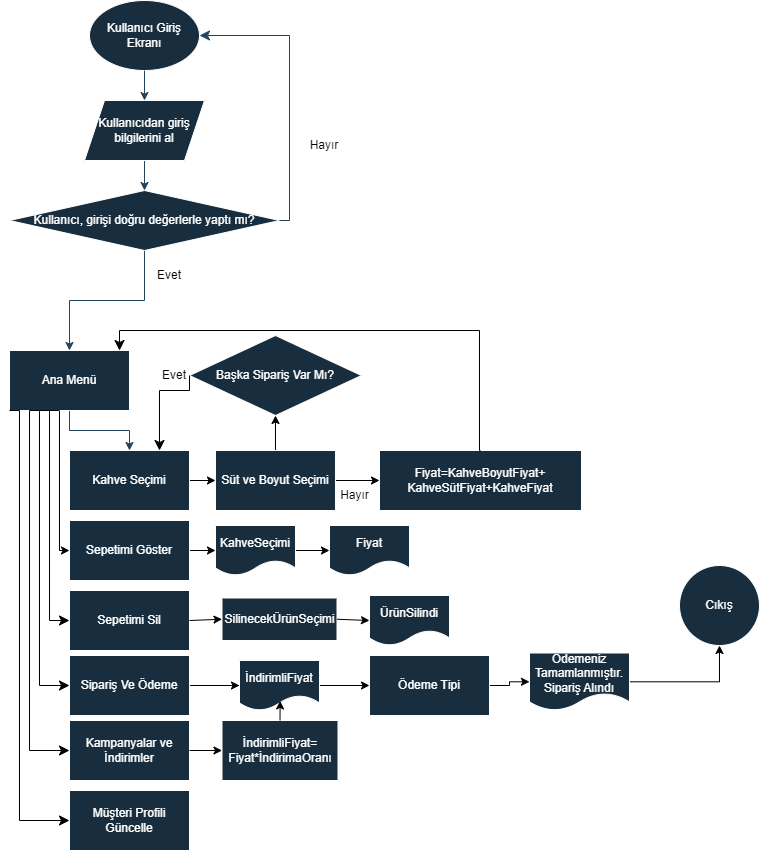 Kullanıcı Giriş
Ekranı
Kullanıcıdan giriş
bilgilerini al
Hayır
Kullanıcı, girişi doğru değerlerle yaptı mı?
Evet
Ana Menü
Evet
Başka Sipariş Var Mı?
Kahve Seçimi
Süt ve Boyut Seçimi
Hayır
Fiyat=KahveBoyutFiyat+
KahveSütFiyat+KahveFiyat
Sepetimi Göster
KahveSeçimi
Fiyat
Sepetimi Sil
SilinecekÜrünSeçimi
ÜrünSilindi
Cıkış
Sipariş Ve Ödeme
İndirimliFiyat
Ödeme Tipi
Ödemeniz
Tamamlanmıştır.
Sipariş Alındı
Kampanyalar ve
İndirimler
İndirimliFiyat=
Fiyat*İndirimaOranı
Müşteri Profili
Güncelle